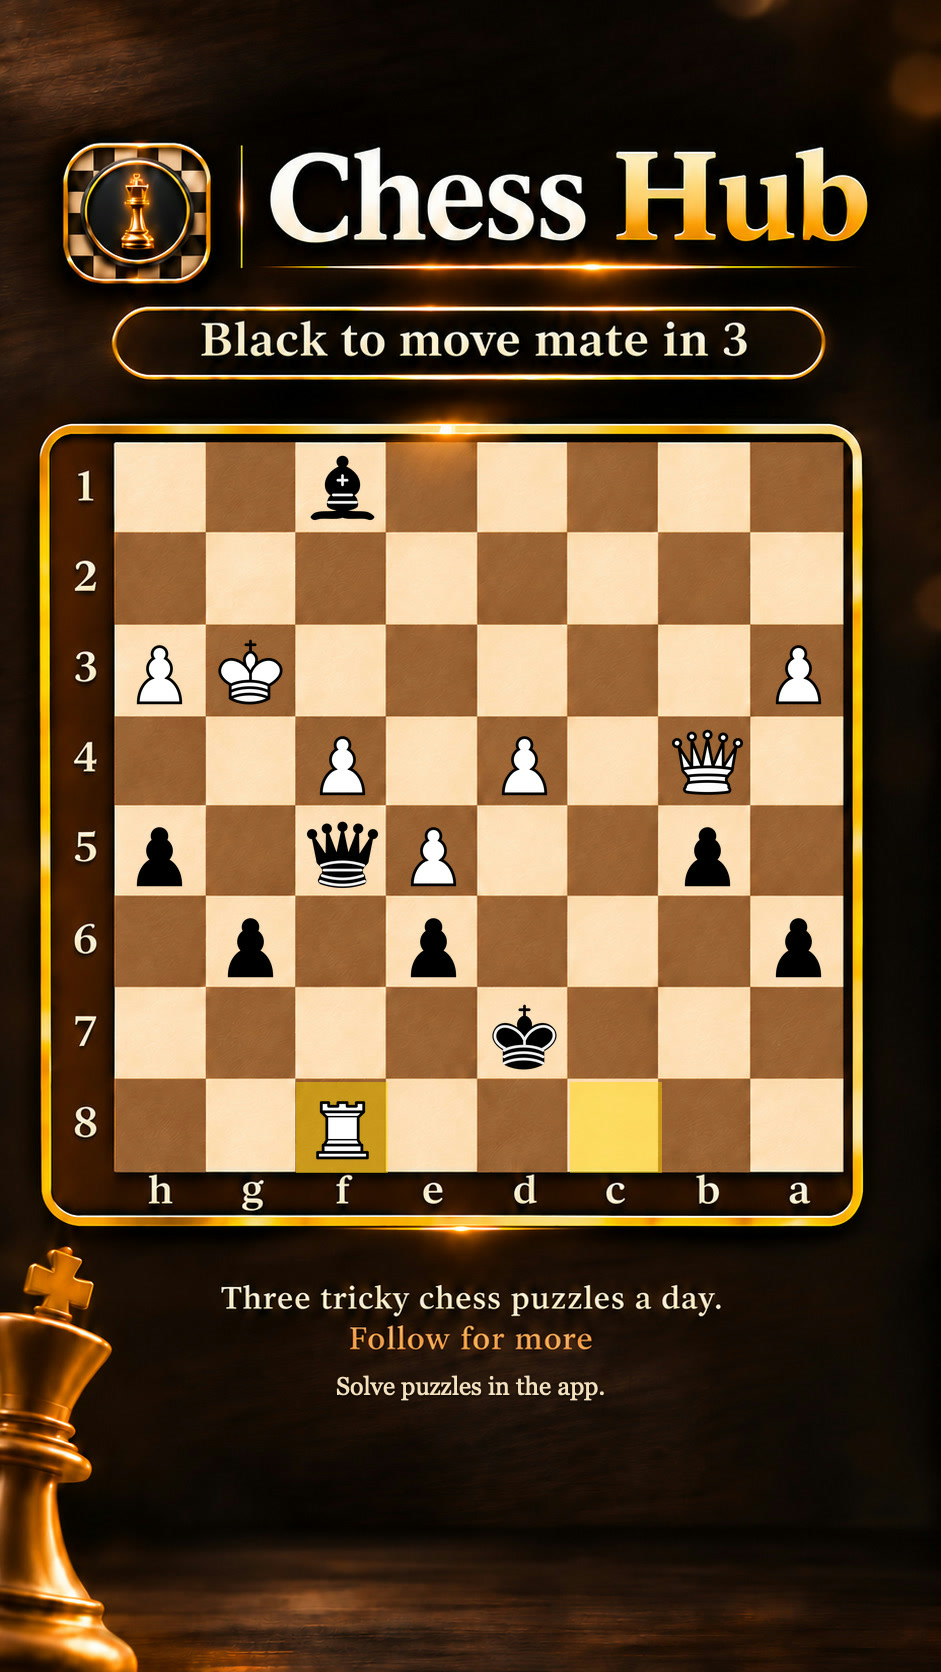 Chess Hub
Black to move mate in 3
1
2
3
4
5
6
7
8
h g f e d c b a
Three tricky chess puzzles a day.
Follow for more
Solve puzzles in the app.